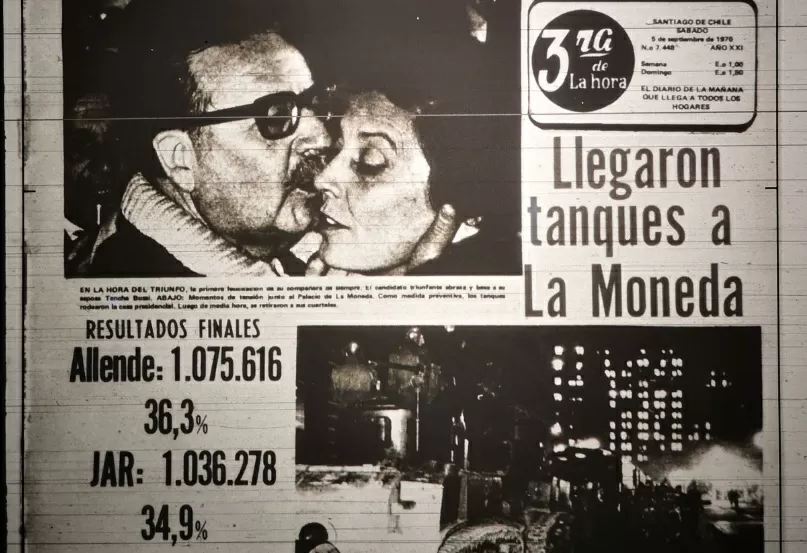 3 ra
de
La hora
SANTIAGO DE CHILE
SABADO
5 de septiembre de 1970
N.o 7.448 AÑO XXI
Semana E.o 1,00
Domingo E.o 1,50
EL DIARIO DE LA MAÑANA
QUE LLEGA A TODOS LOS
HOGARES
Llegaron
tanques a
La Moneda
EN LA HORA DEL TRIUNFO, la primera felicitación es su compañera de siempre. El candidato triunfante abraza y besa a su
esposa Tencha Bussi. ABAJO: Momentos de tensión junto al Palacio de La Moneda. Como medida preventiva, los tanques
rodearon la casa presidencial. Luego de media hora, se retiraron a sus cuarteles.
RESULTADOS FINALES
Allende: 1.075.616
36,3%
JAR: 1.036.278
34,9%